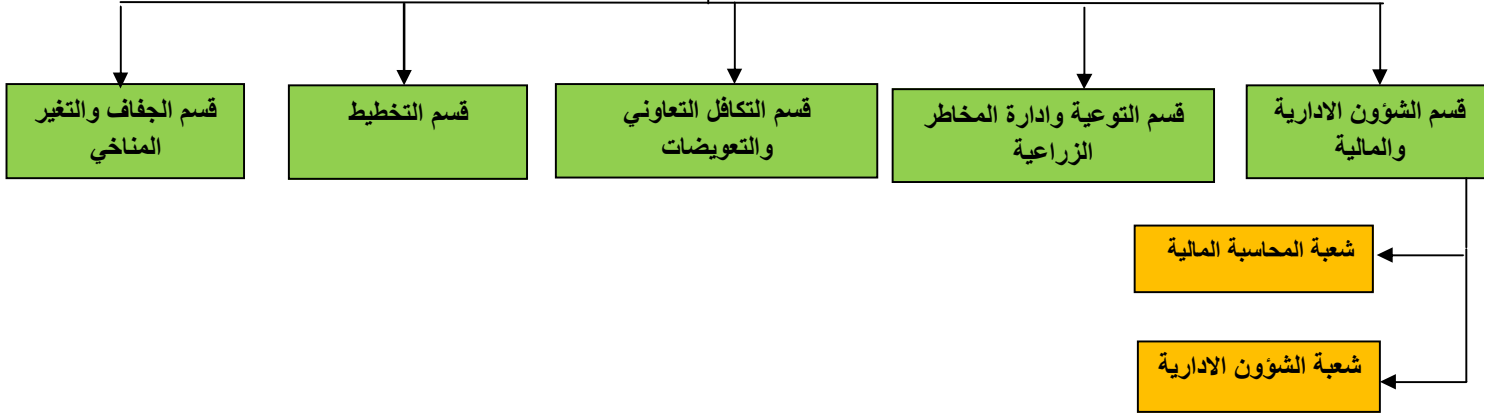 قسم الشؤون الادارية
والمالية
قسم التوعية وادارة المخاطر
الزراعية
قسم التكافل التعاوني
والتعويضات
قسم التخطيط
قسم الجفاف والتغير
المناخي
شعبة المحاسبة المالية
شعبة الشؤون الادارية